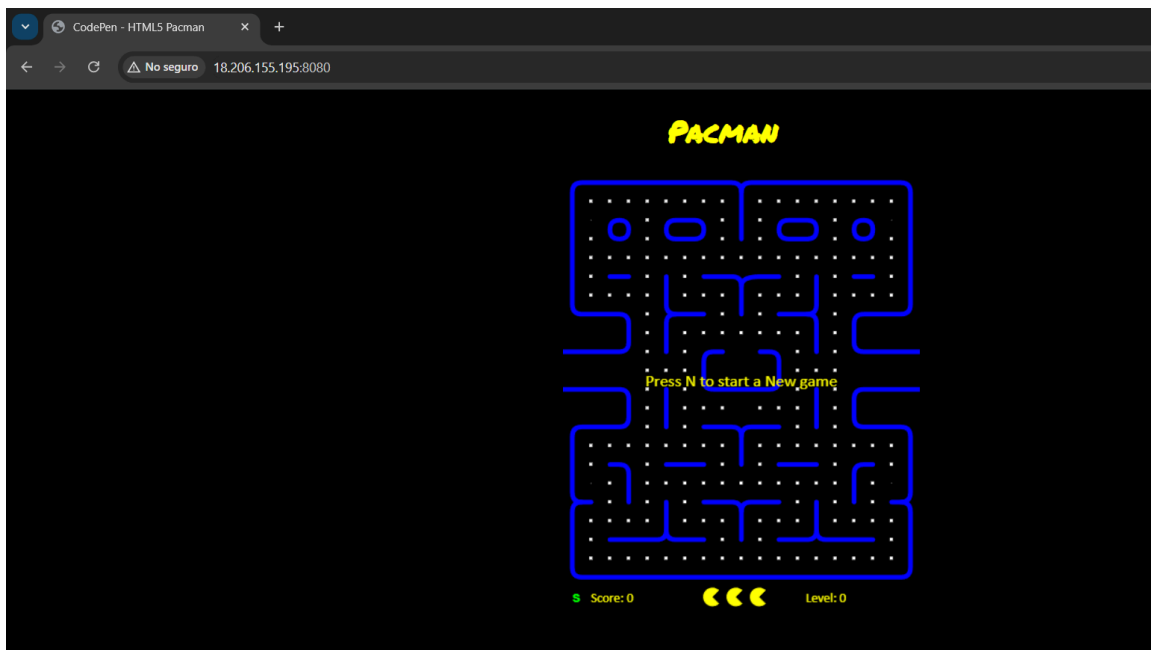 CodePen - HTML5 Pacman
No seguro 18.206.155.195:8080
PACMAN
Press N to start a New game
S Score: 0 Level: 0